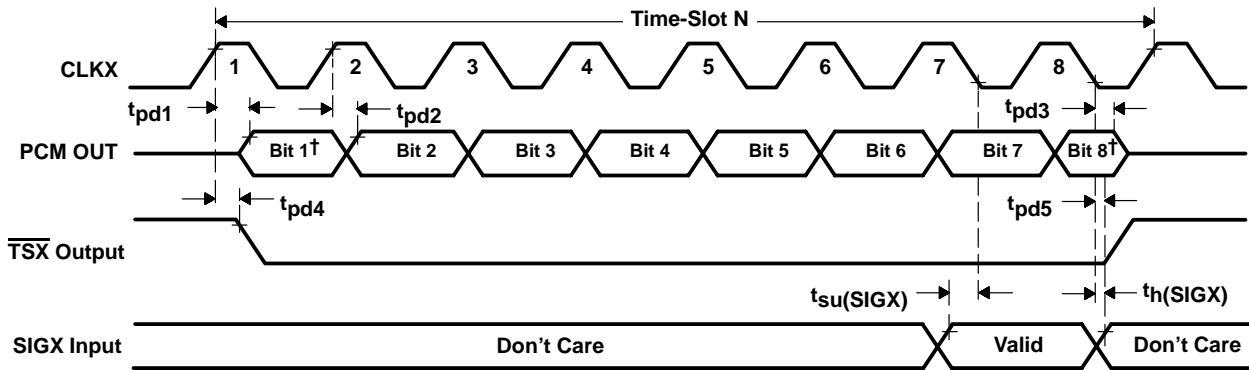 Time-Slot N
CLKX
1 2 3 4 5 6 7 8
tpd1
tpd2
tpd3
PCM OUT
Bit 1† Bit 2 Bit 3 Bit 4 Bit 5 Bit 6 Bit 7 Bit 8†
tpd4
tpd5
TSX Output
tsu(SIGX)
th(SIGX)
SIGX Input
Don't Care Valid Don't Care